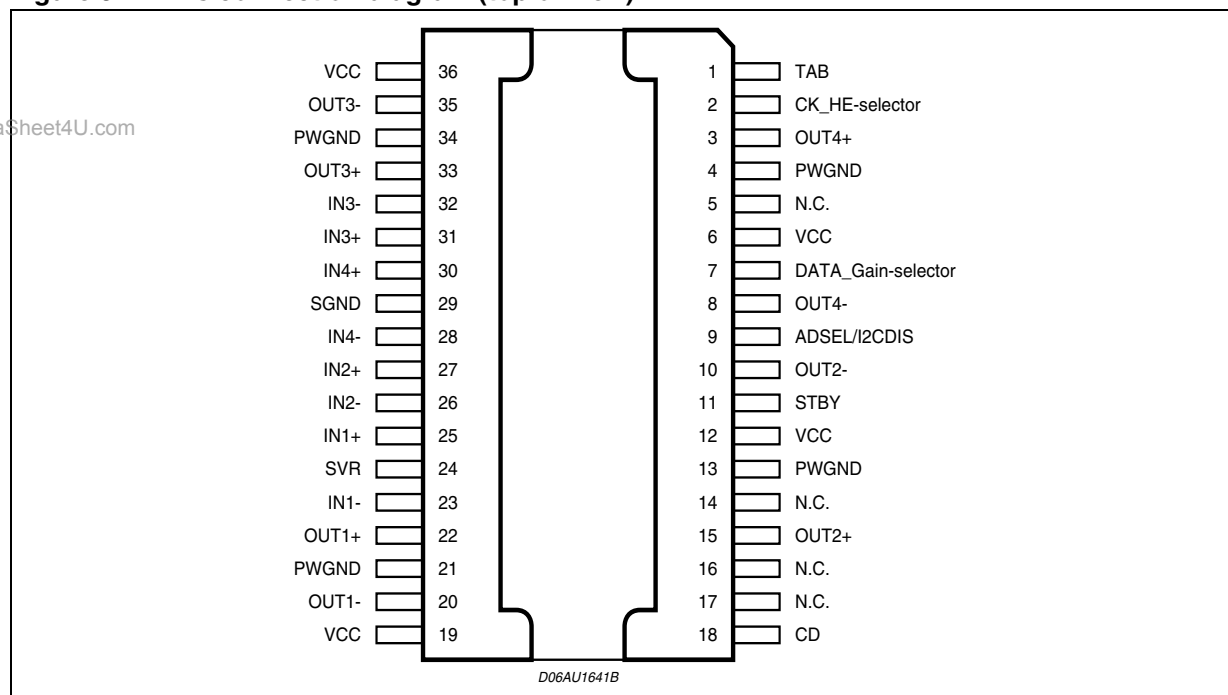 VCC 36 1 TAB
OUT3- 35 2 CK_HE-selector
aSheet4U.com
PWGND 34 3 OUT4+
OUT3+ 33 4 PWGND
IN3- 32 5 N.C.
IN3+ 31 6 VCC
IN4+ 30 7 DATA_Gain-selector
SGND 29 8 OUT4-
IN4- 28 9 ADSEL/I2CDIS
IN2+ 27 10 OUT2-
IN2- 26 11 STBY
IN1+ 25 12 VCC
SVR 24 13 PWGND
IN1- 23 14 N.C.
OUT1+ 22 15 OUT2+
PWGND 21 16 N.C.
OUT1- 20 17 N.C.
VCC 19 18 CD
D06AU1641B